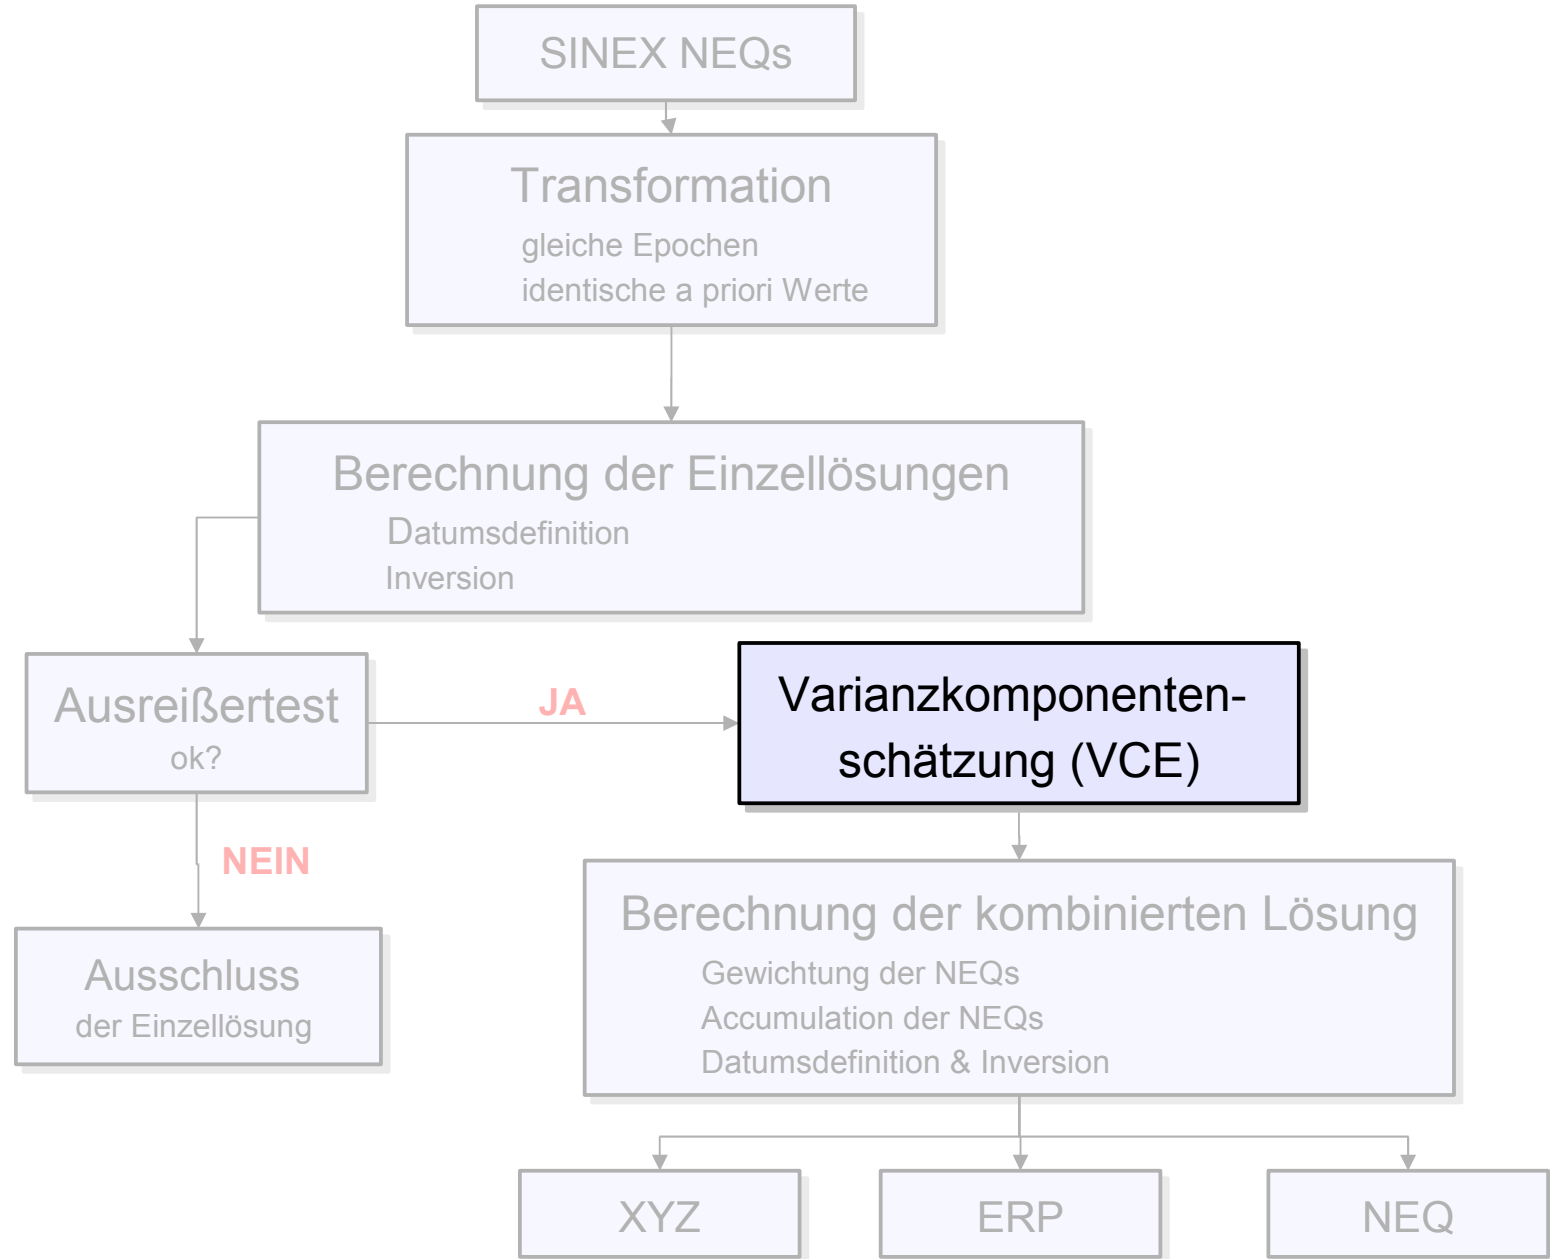 SINEX NEQs
Transformation
gleiche Epochen
identische a priori Werte
Berechnung der Einzellösungen
Datumsdefinition
Inversion
Ausreißertest
ok?
JA
Varianzkomponenten-
schätzung (VCE)
NEIN
Ausschluss
der Einzellösung
Berechnung der kombinierten Lösung
Gewichtung der NEQs
Accumulation der NEQs
Datumsdefinition & Inversion
XYZ
ERP
NEQ